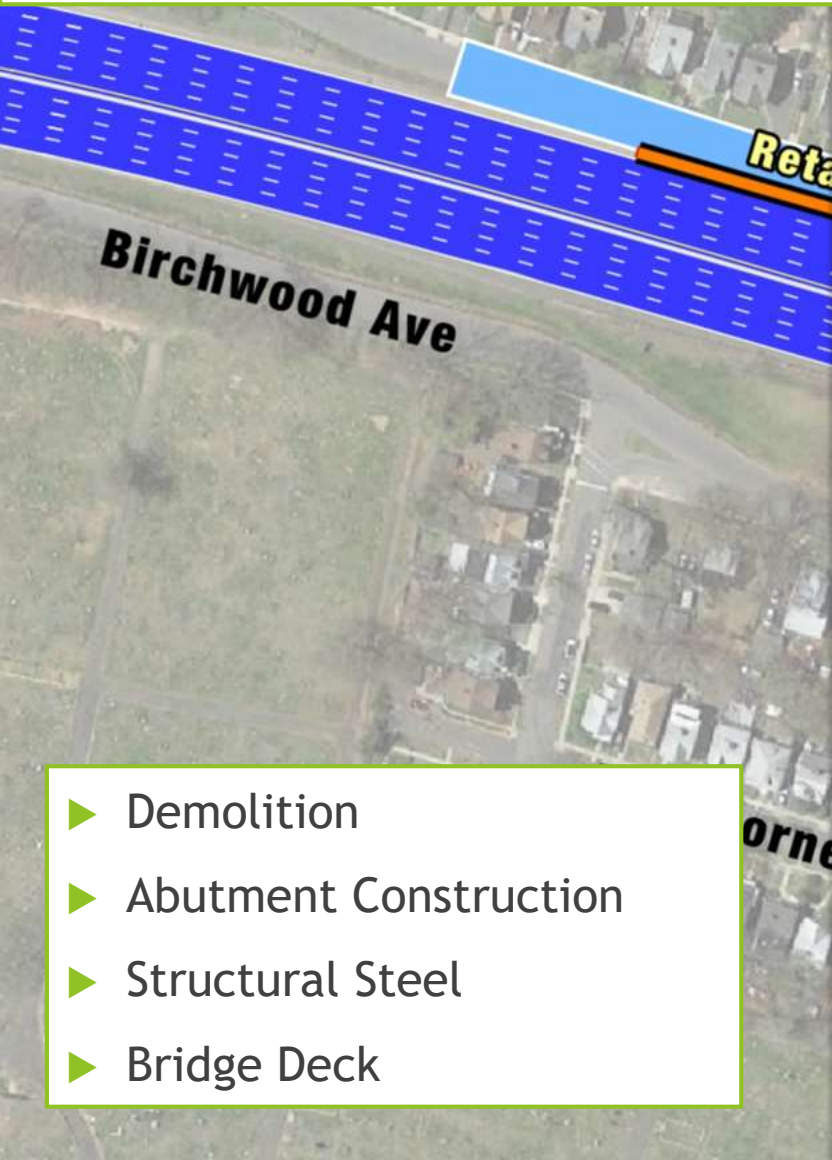 Birchwood Ave
Demolition
Abutment Construction
Structural Steel
Bridge Deck